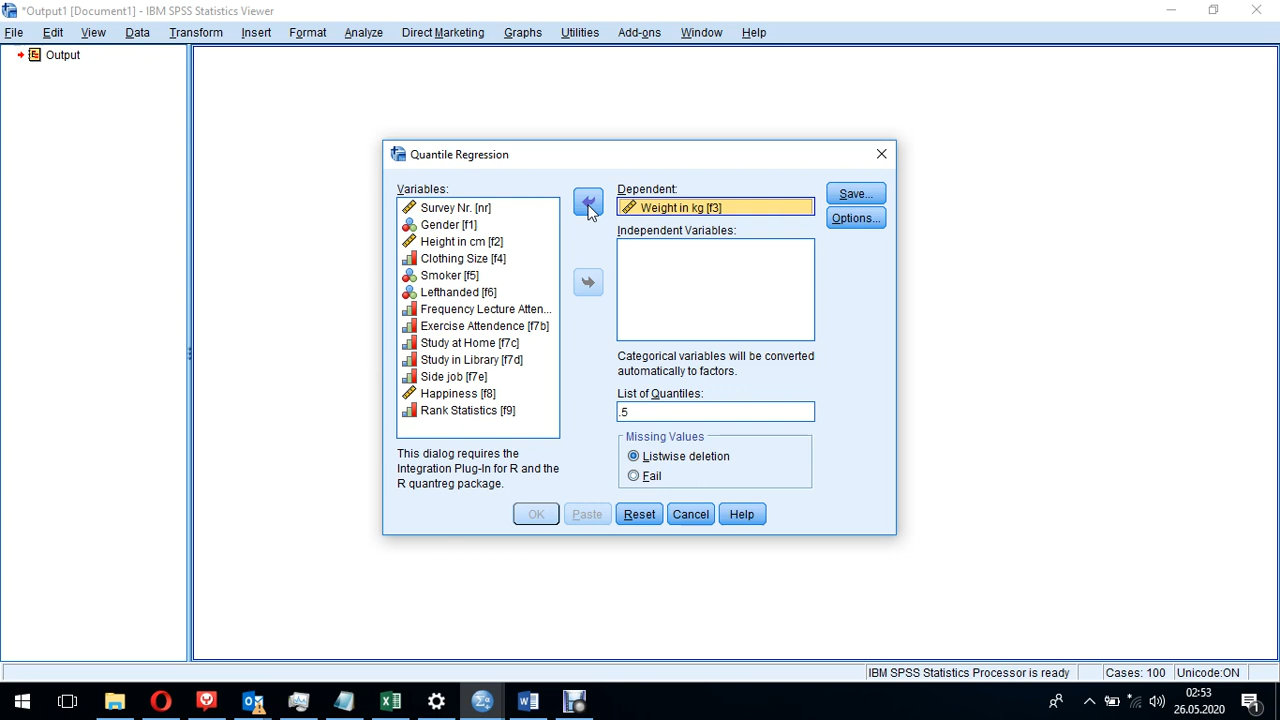 *Output1 [Document1] - IBM SPSS Statistics Viewer
File Edit View Data Transform Insert Format Analyze Direct Marketing Graphs Utilities Add-ons Window Help
Output
Quantile Regression
Variables:
Survey Nr. [nr]
Gender [f1]
Height in cm [f2]
Clothing Size [f4]
Smoker [f5]
Lefthanded [f6]
Frequency Lecture Atten...
Exercise Attendence [f7b]
Study at Home [f7c]
Study in Library [f7d]
Side job [f7e]
Happiness [f8]
Rank Statistics [f9]
This dialog requires the
Integration Plug-In for R and the
R quantreg package.
Dependent:
Weight in kg [f3]
Independent Variables:
Categorical variables will be converted
automatically to factors.
List of Quantiles:
.5
Missing Values
Listwise deletion
Fail
Save...
Options...
OK Paste Reset Cancel Help
IBM SPSS Statistics Processor is ready Cases: 100 Unicode:ON
02:53
26.05.2020
1